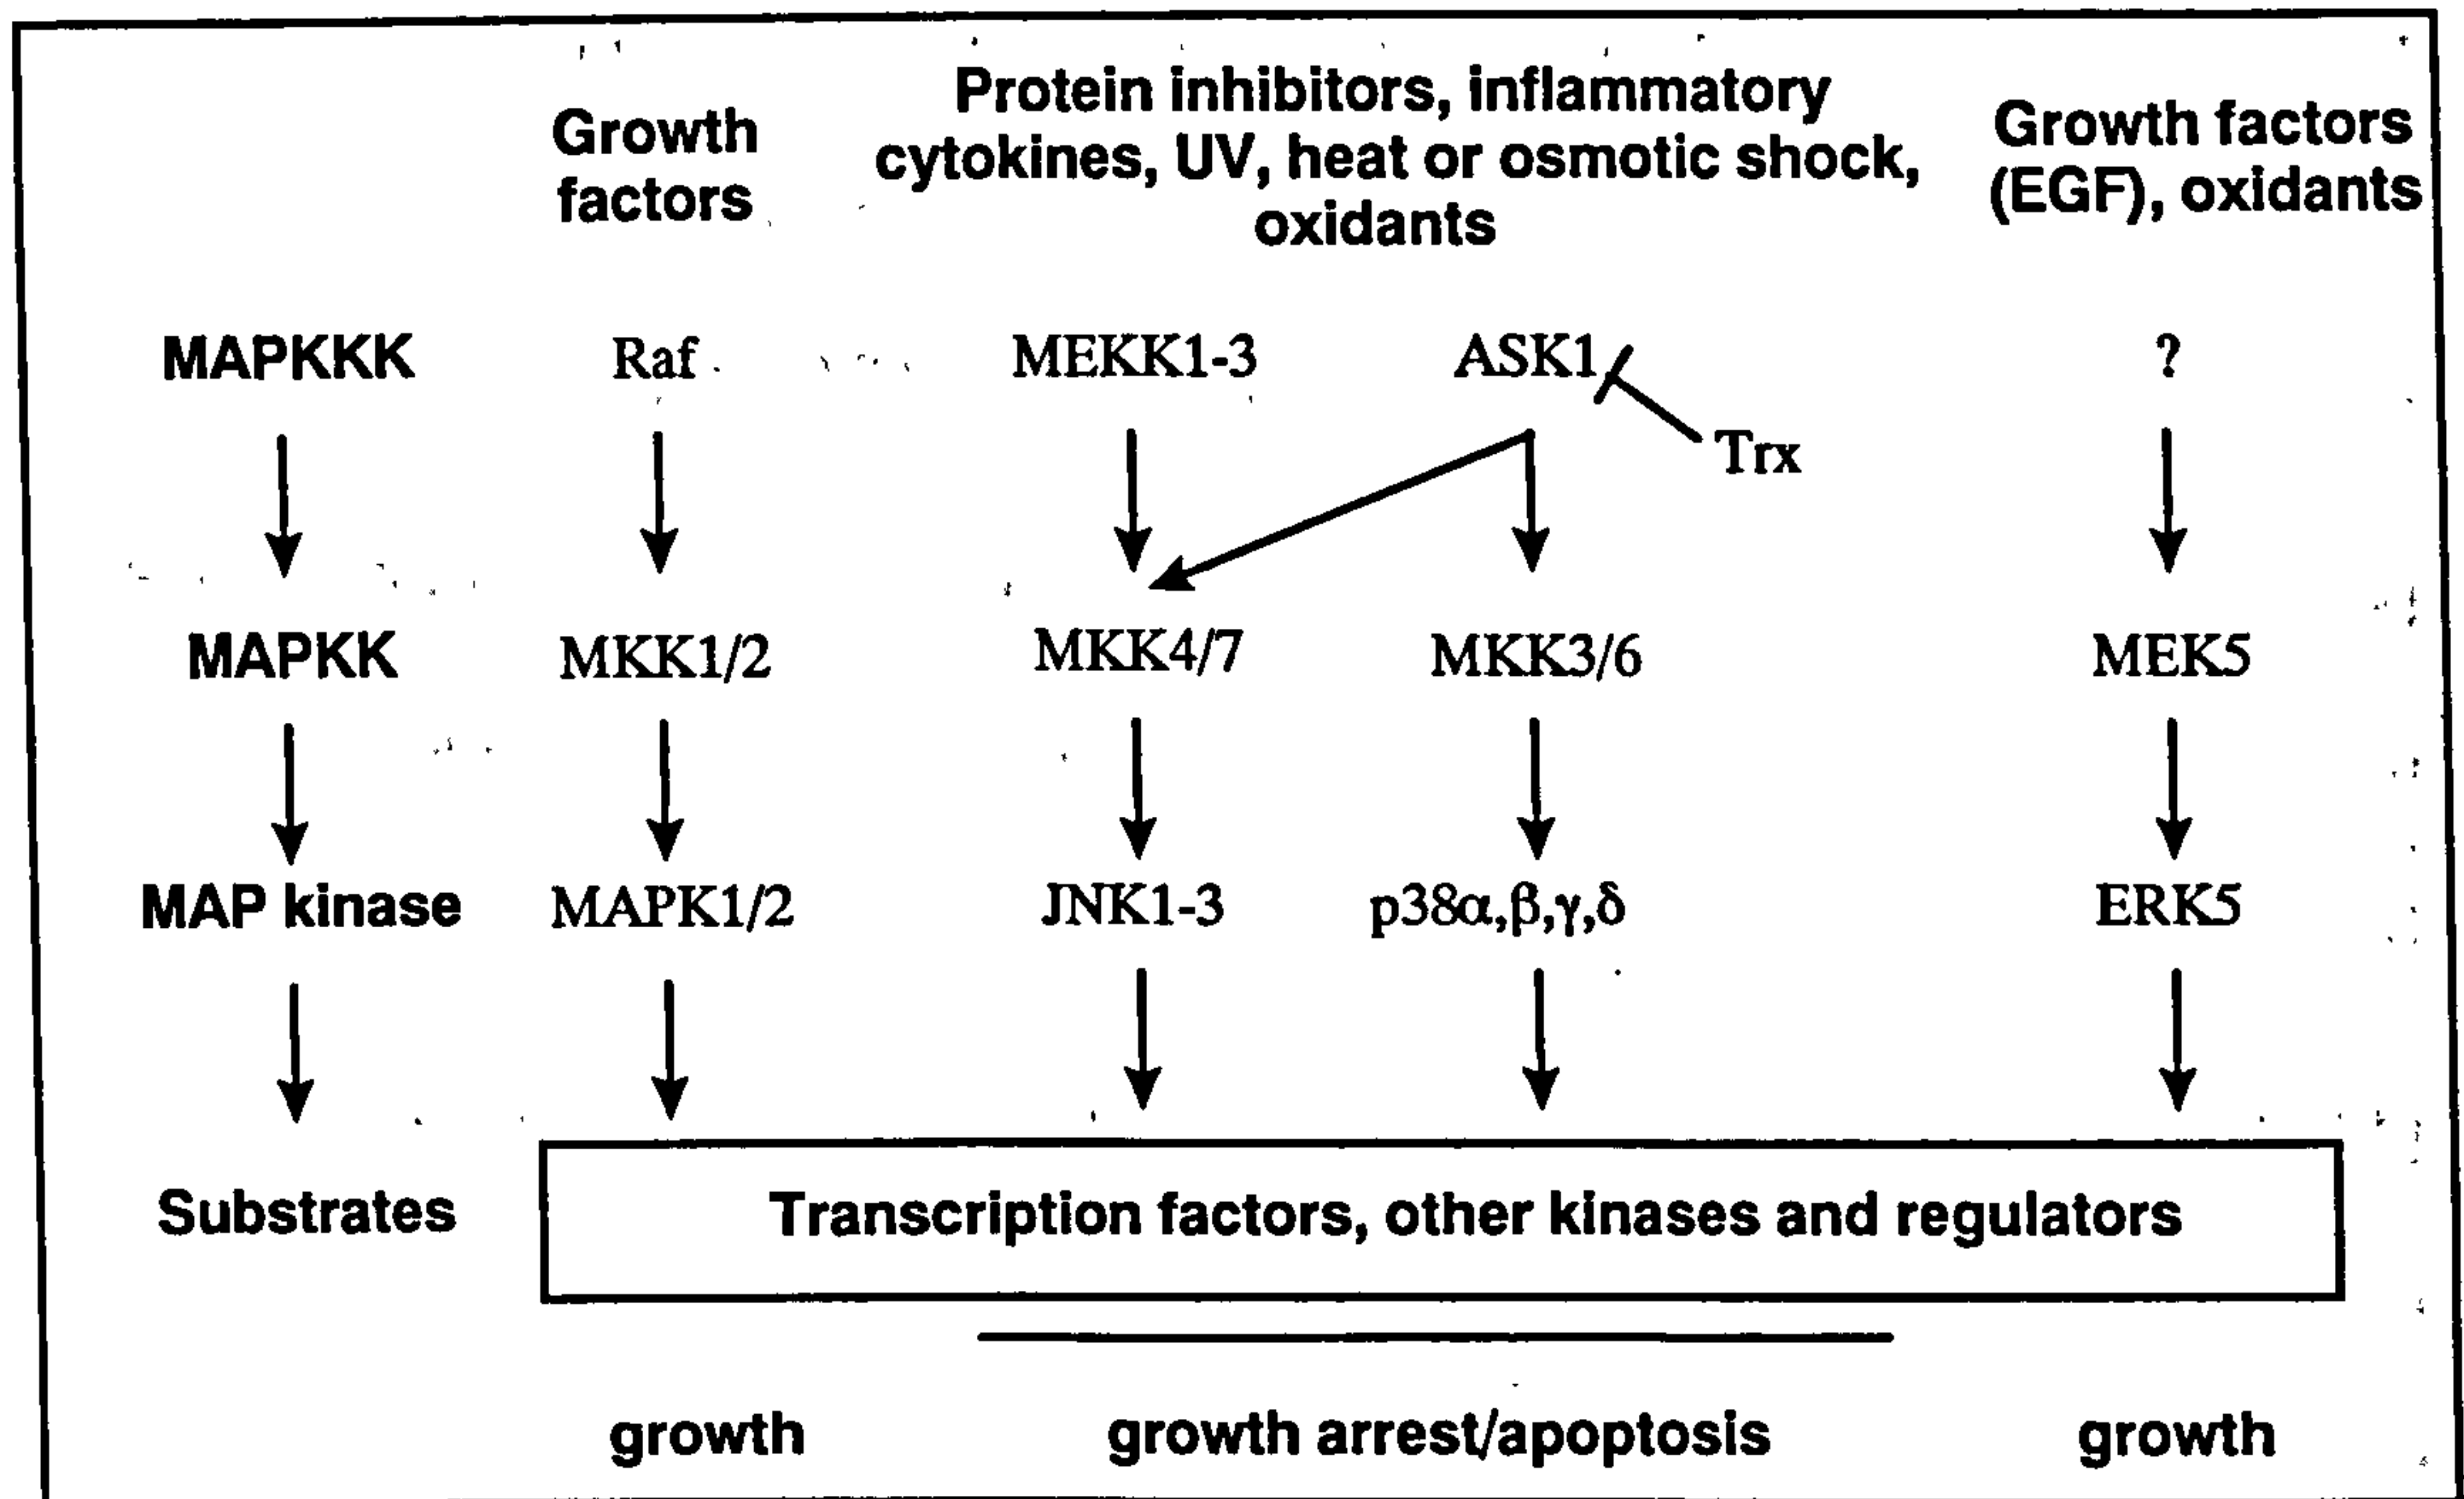 Growth
factors
Protein inhibitors, inflammatory
cytokines, UV, heat or osmotic shock,
oxidants
Growth factors
(EGF), oxidants
MAPKKK
Raf
MEKK1-3
ASK1
?
Trx
MAPKK
MKK1/2
MKK4/7
MKK3/6
MEK5
MAP kinase
MAPK1/2
JNK1-3
p38α,β,γ,δ
ERK5
Substrates
Transcription factors, other kinases and regulators
growth
growth arrest/apoptosis
growth